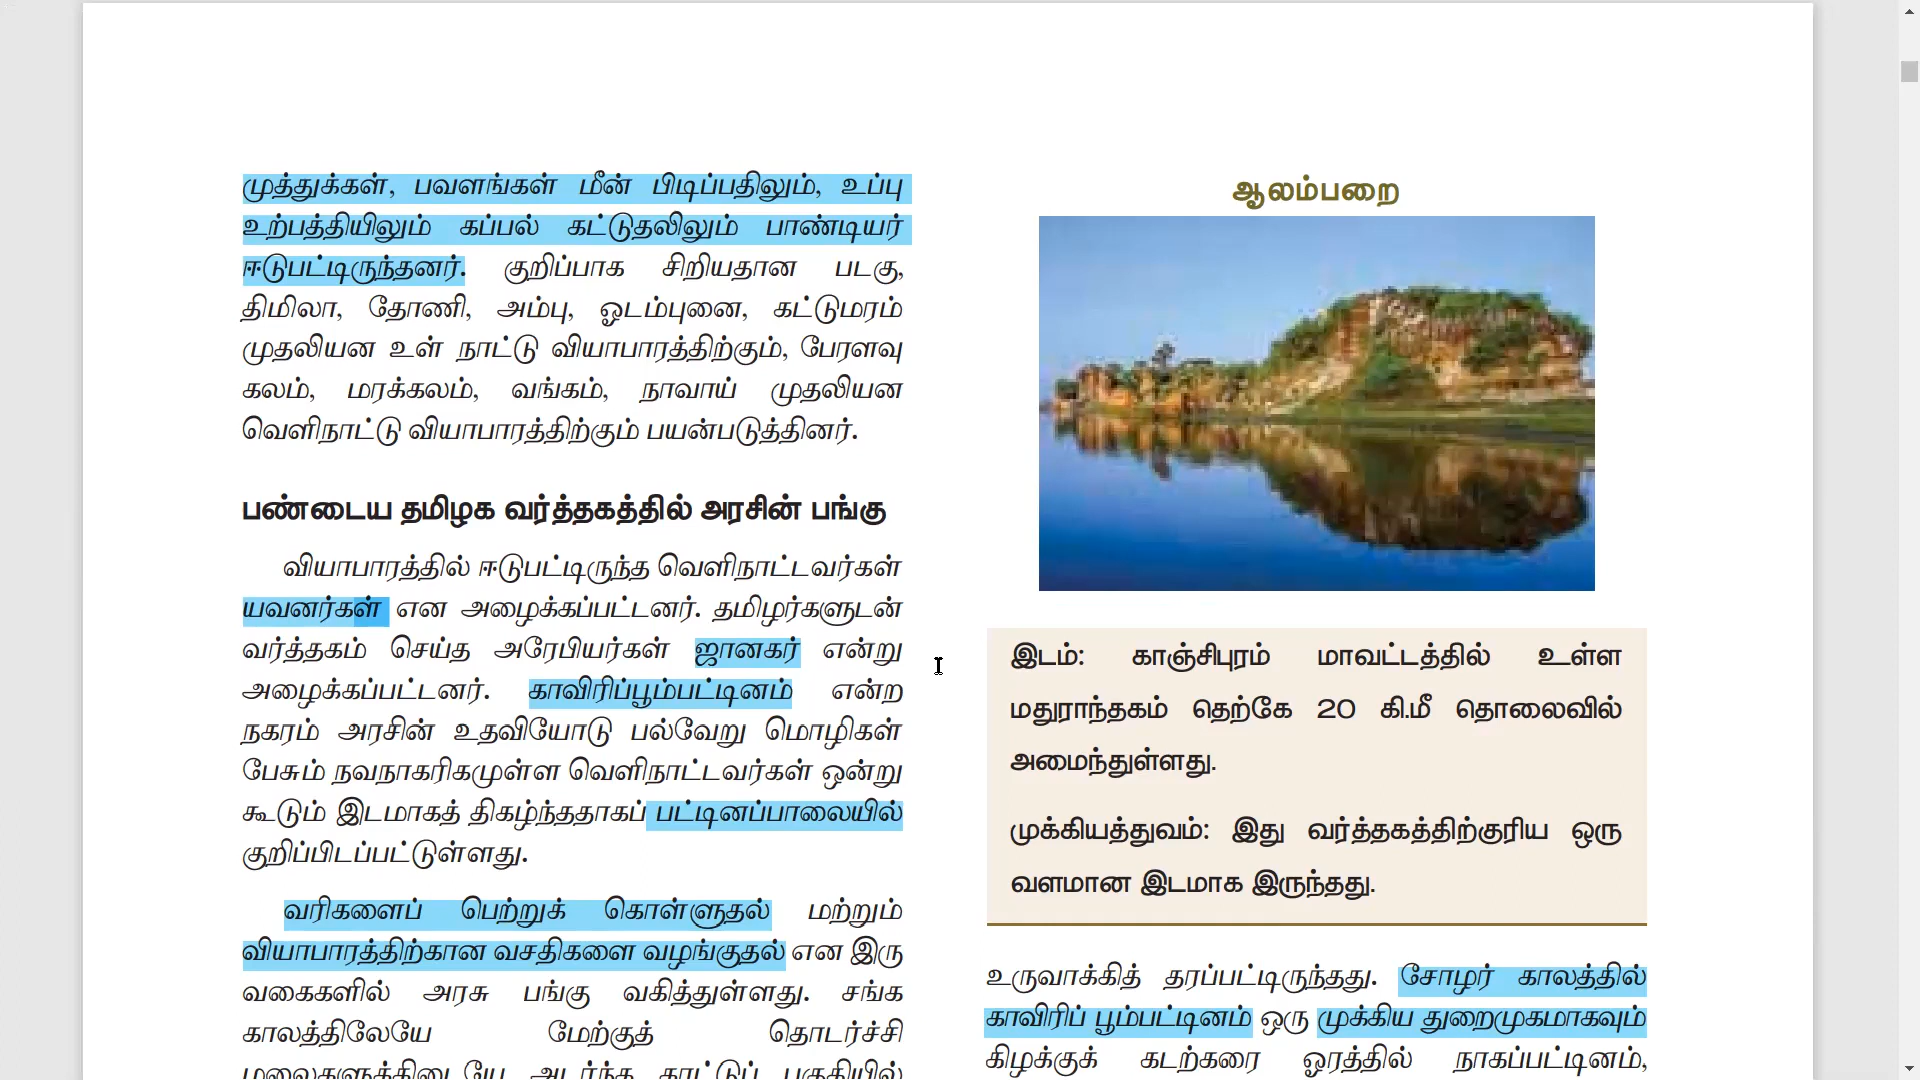 முத்துக்கள், பவளங்கள் மீன் பிடிப்பதிலும், உப்பு
உற்பத்தியிலும் கப்பல் கட்டுதலிலும் பாண்டியர்
ஈடுபட்டிருந்தனர். குறிப்பாக சிறியதான படகு,
திமிலா, தோணி, அம்பு, ஓடம்புனை, கட்டுமரம்
முதலியன உள் நாட்டு வியாபாரத்திற்கும், பேரளவு
கலம், மரக்கலம், வங்கம், நாவாய் முதலியன
வெளிநாட்டு வியாபாரத்திற்கும் பயன்படுத்தினர்.
பண்டைய தமிழக வர்த்தகத்தில் அரசின் பங்கு
வியாபாரத்தில் ஈடுபட்டிருந்த வெளிநாட்டவர்கள்
யவனர்கள் என அழைக்கப்பட்டனர். தமிழர்களுடன்
வர்த்தகம் செய்த அரேபியர்கள் ஜானகர் என்று
அழைக்கப்பட்டனர். காவிரிப்பூம்பட்டினம் என்ற
நகரம் அரசின் உதவியோடு பல்வேறு மொழிகள்
பேசும் நவநாகரிகமுள்ள வெளிநாட்டவர்கள் ஒன்று
கூடும் இடமாகத் திகழ்ந்ததாகப் பட்டினப்பாலையில்
குறிப்பிடப்பட்டுள்ளது.
வரிகளைப் பெற்றுக் கொள்ளுதல் மற்றும்
வியாபாரத்திற்கான வசதிகளை வழங்குதல் என இரு
வகைகளில் அரசு பங்கு வகித்துள்ளது. சங்க
காலத்திலேயே மேற்குத் தொடர்ச்சி
மலைகளுக்கிடையே அடர்ந்த காட்டுப் பகுதியில்
ஆலம்பறை
இடம்: காஞ்சிபுரம் மாவட்டத்தில் உள்ள
மதுராந்தகம் தெற்கே 20 கி.மீ தொலைவில்
அமைந்துள்ளது.
முக்கியத்துவம்: இது வர்த்தகத்திற்குரிய ஒரு
வளமான இடமாக இருந்தது.
உருவாக்கித் தரப்பட்டிருந்தது. சோழர் காலத்தில்
காவிரிப் பூம்பட்டினம் ஒரு முக்கிய துறைமுகமாகவும்
கிழக்குக் கடற்கரை ஓரத்தில் நாகப்பட்டினம்,